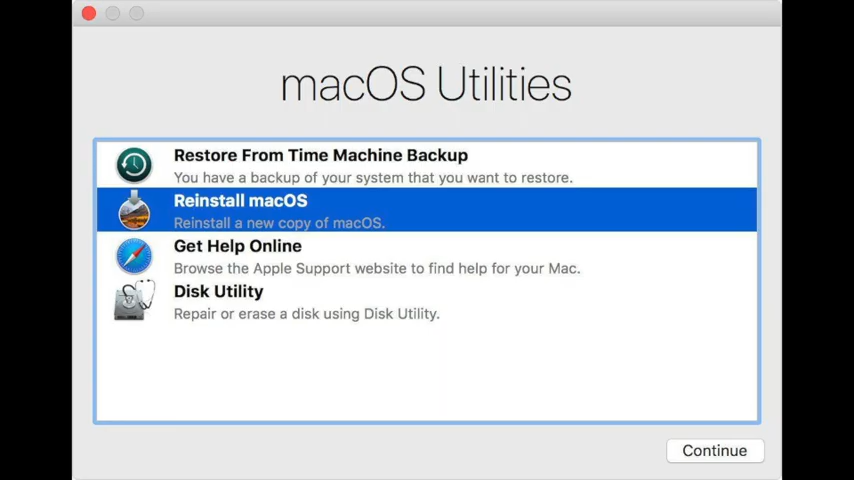 macOS Utilities
Restore From Time Machine Backup
You have a backup of your system that you want to restore.
Reinstall macOS
Reinstall a new copy of macOS.
Get Help Online
Browse the Apple Support website to find help for your Mac.
Disk Utility
Repair or erase a disk using Disk Utility.
Continue